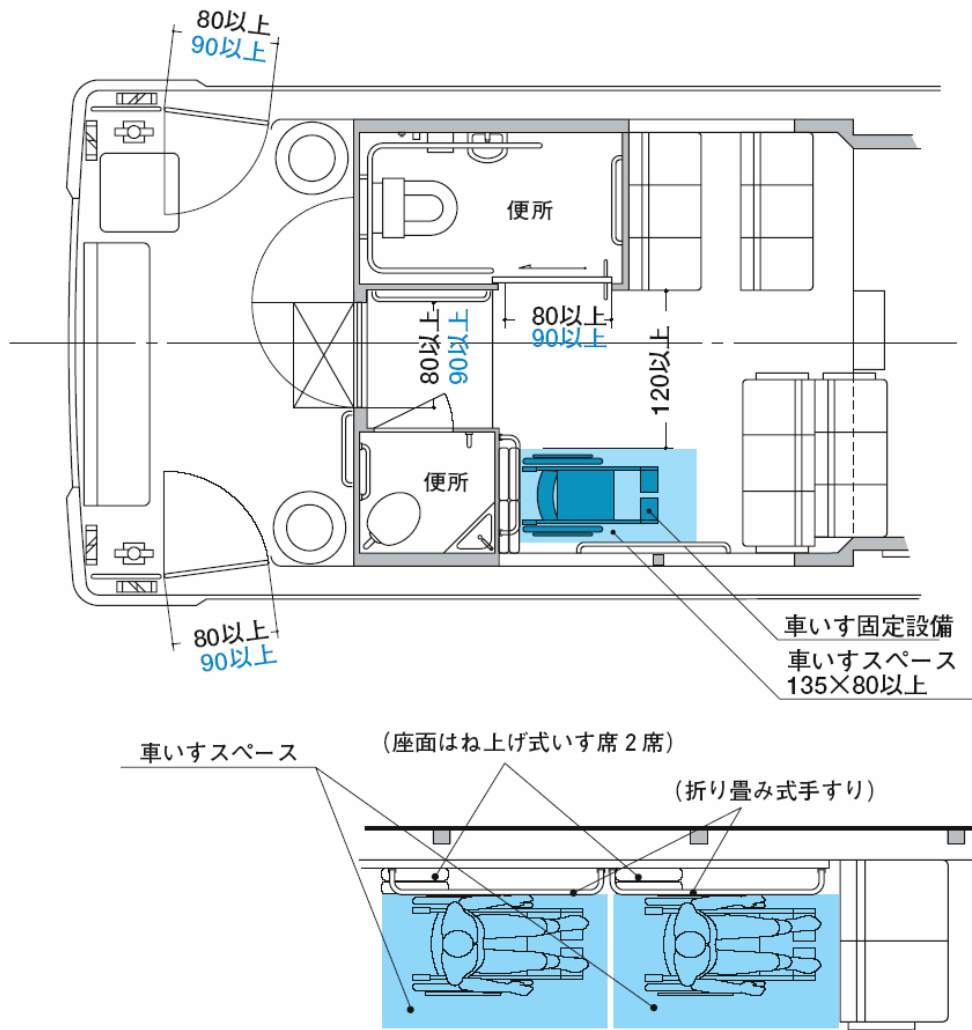 80以上
90以上
便所
80以上
90以上
80以上
90以上
120以上
便所
80以上
90以上
車いす固定設備
車いすスペース
135×80以上
車いすスペース
(座面はね上げ式いす席2席)
(折り畳み式手すり)